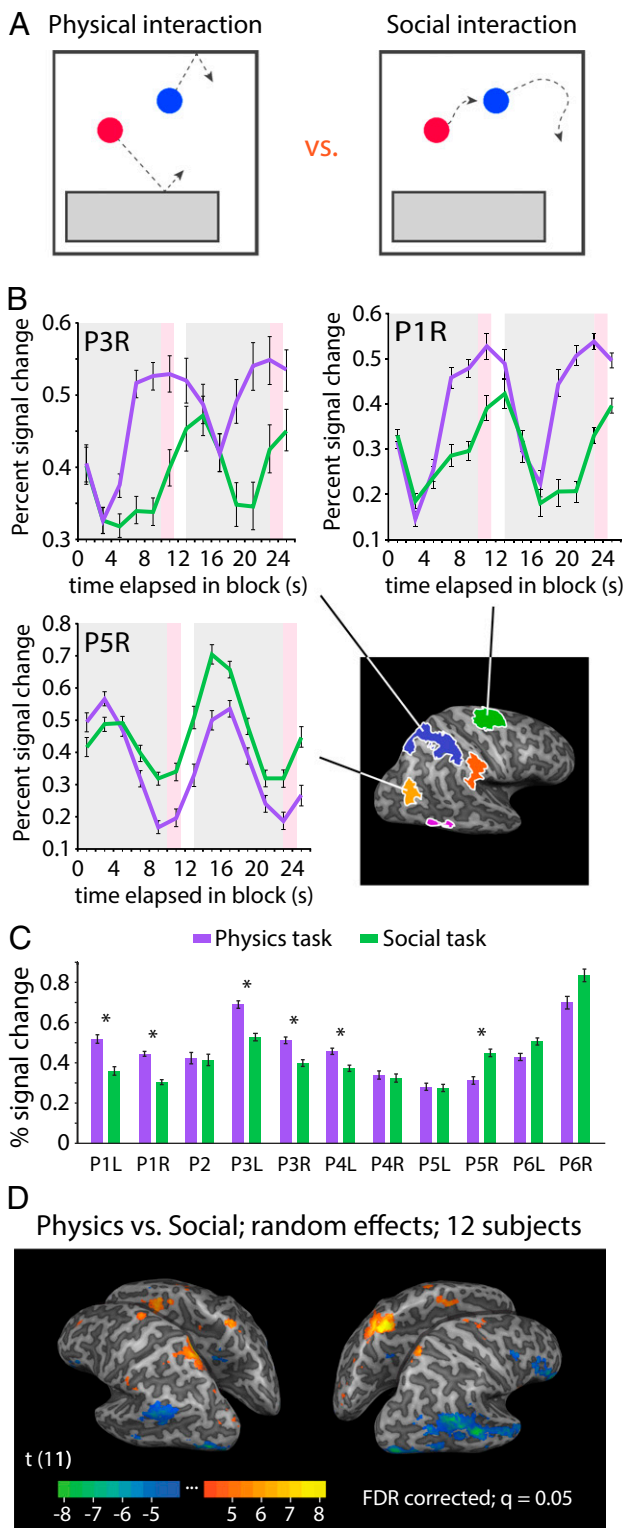 A
Physical interaction
Social interaction
vs.
B
P3R
Percent signal change
0.6
0.5
0.4
0.3
0 4 8 12 16 20 24
time elapsed in block (s)
P1R
Percent signal change
0.6
0.5
0.4
0.3
0.2
0.1
0 4 8 12 16 20 24
time elapsed in block (s)
P5R
Percent signal change
0.8
0.7
0.6
0.5
0.4
0.3
0.2
0.1
0 4 8 12 16 20 24
time elapsed in block (s)
C
Physics task Social task
% signal change
0.8
0.6
0.4
0.2
0
* * * * * *
P1L P1R P2 P3L P3R P4L P4R P5L P5R P6L P6R
D
Physics vs. Social; random effects; 12 subjects
t (11)
...
-8 -7 -6 -5 5 6 7 8
FDR corrected; q = 0.05